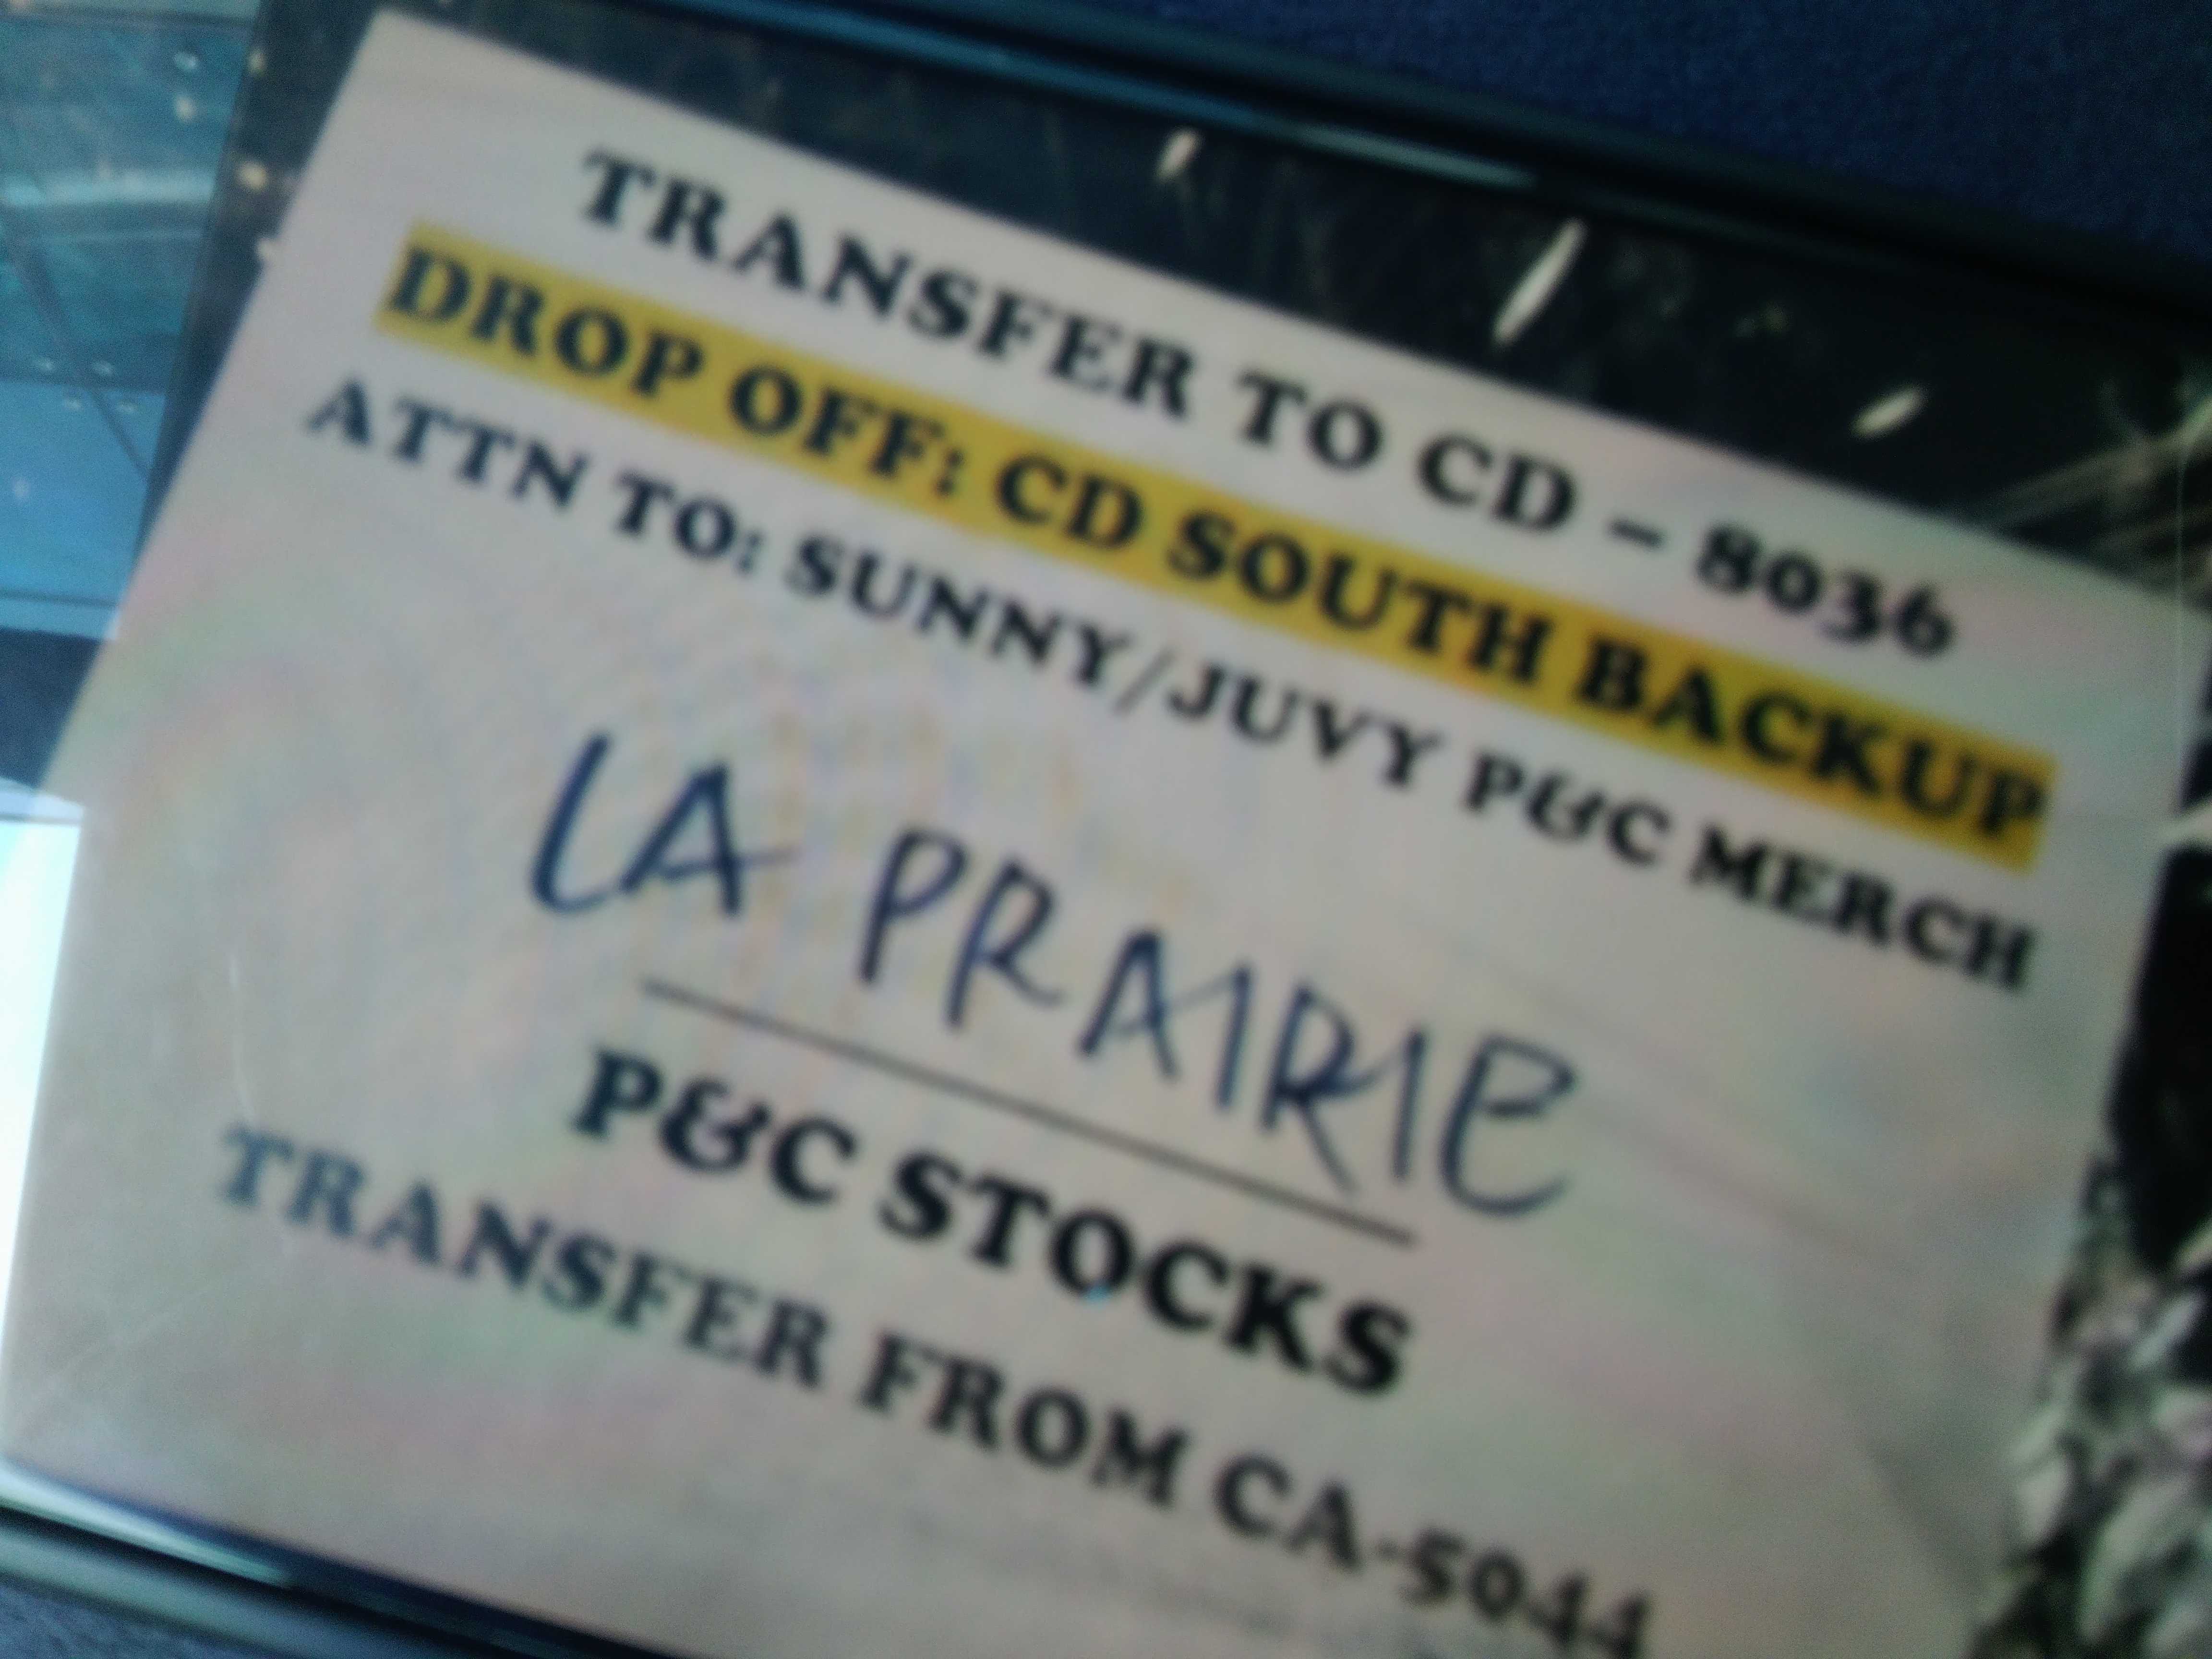 TRANSFER TO CD – 8036
DROP OFF: CD SOUTH BACKUP
ATTN TO: SUNNY/JUVY P&C MERCH
LA PRAIRIE
P&C STOCKS
TRANSFER FROM CA-5044